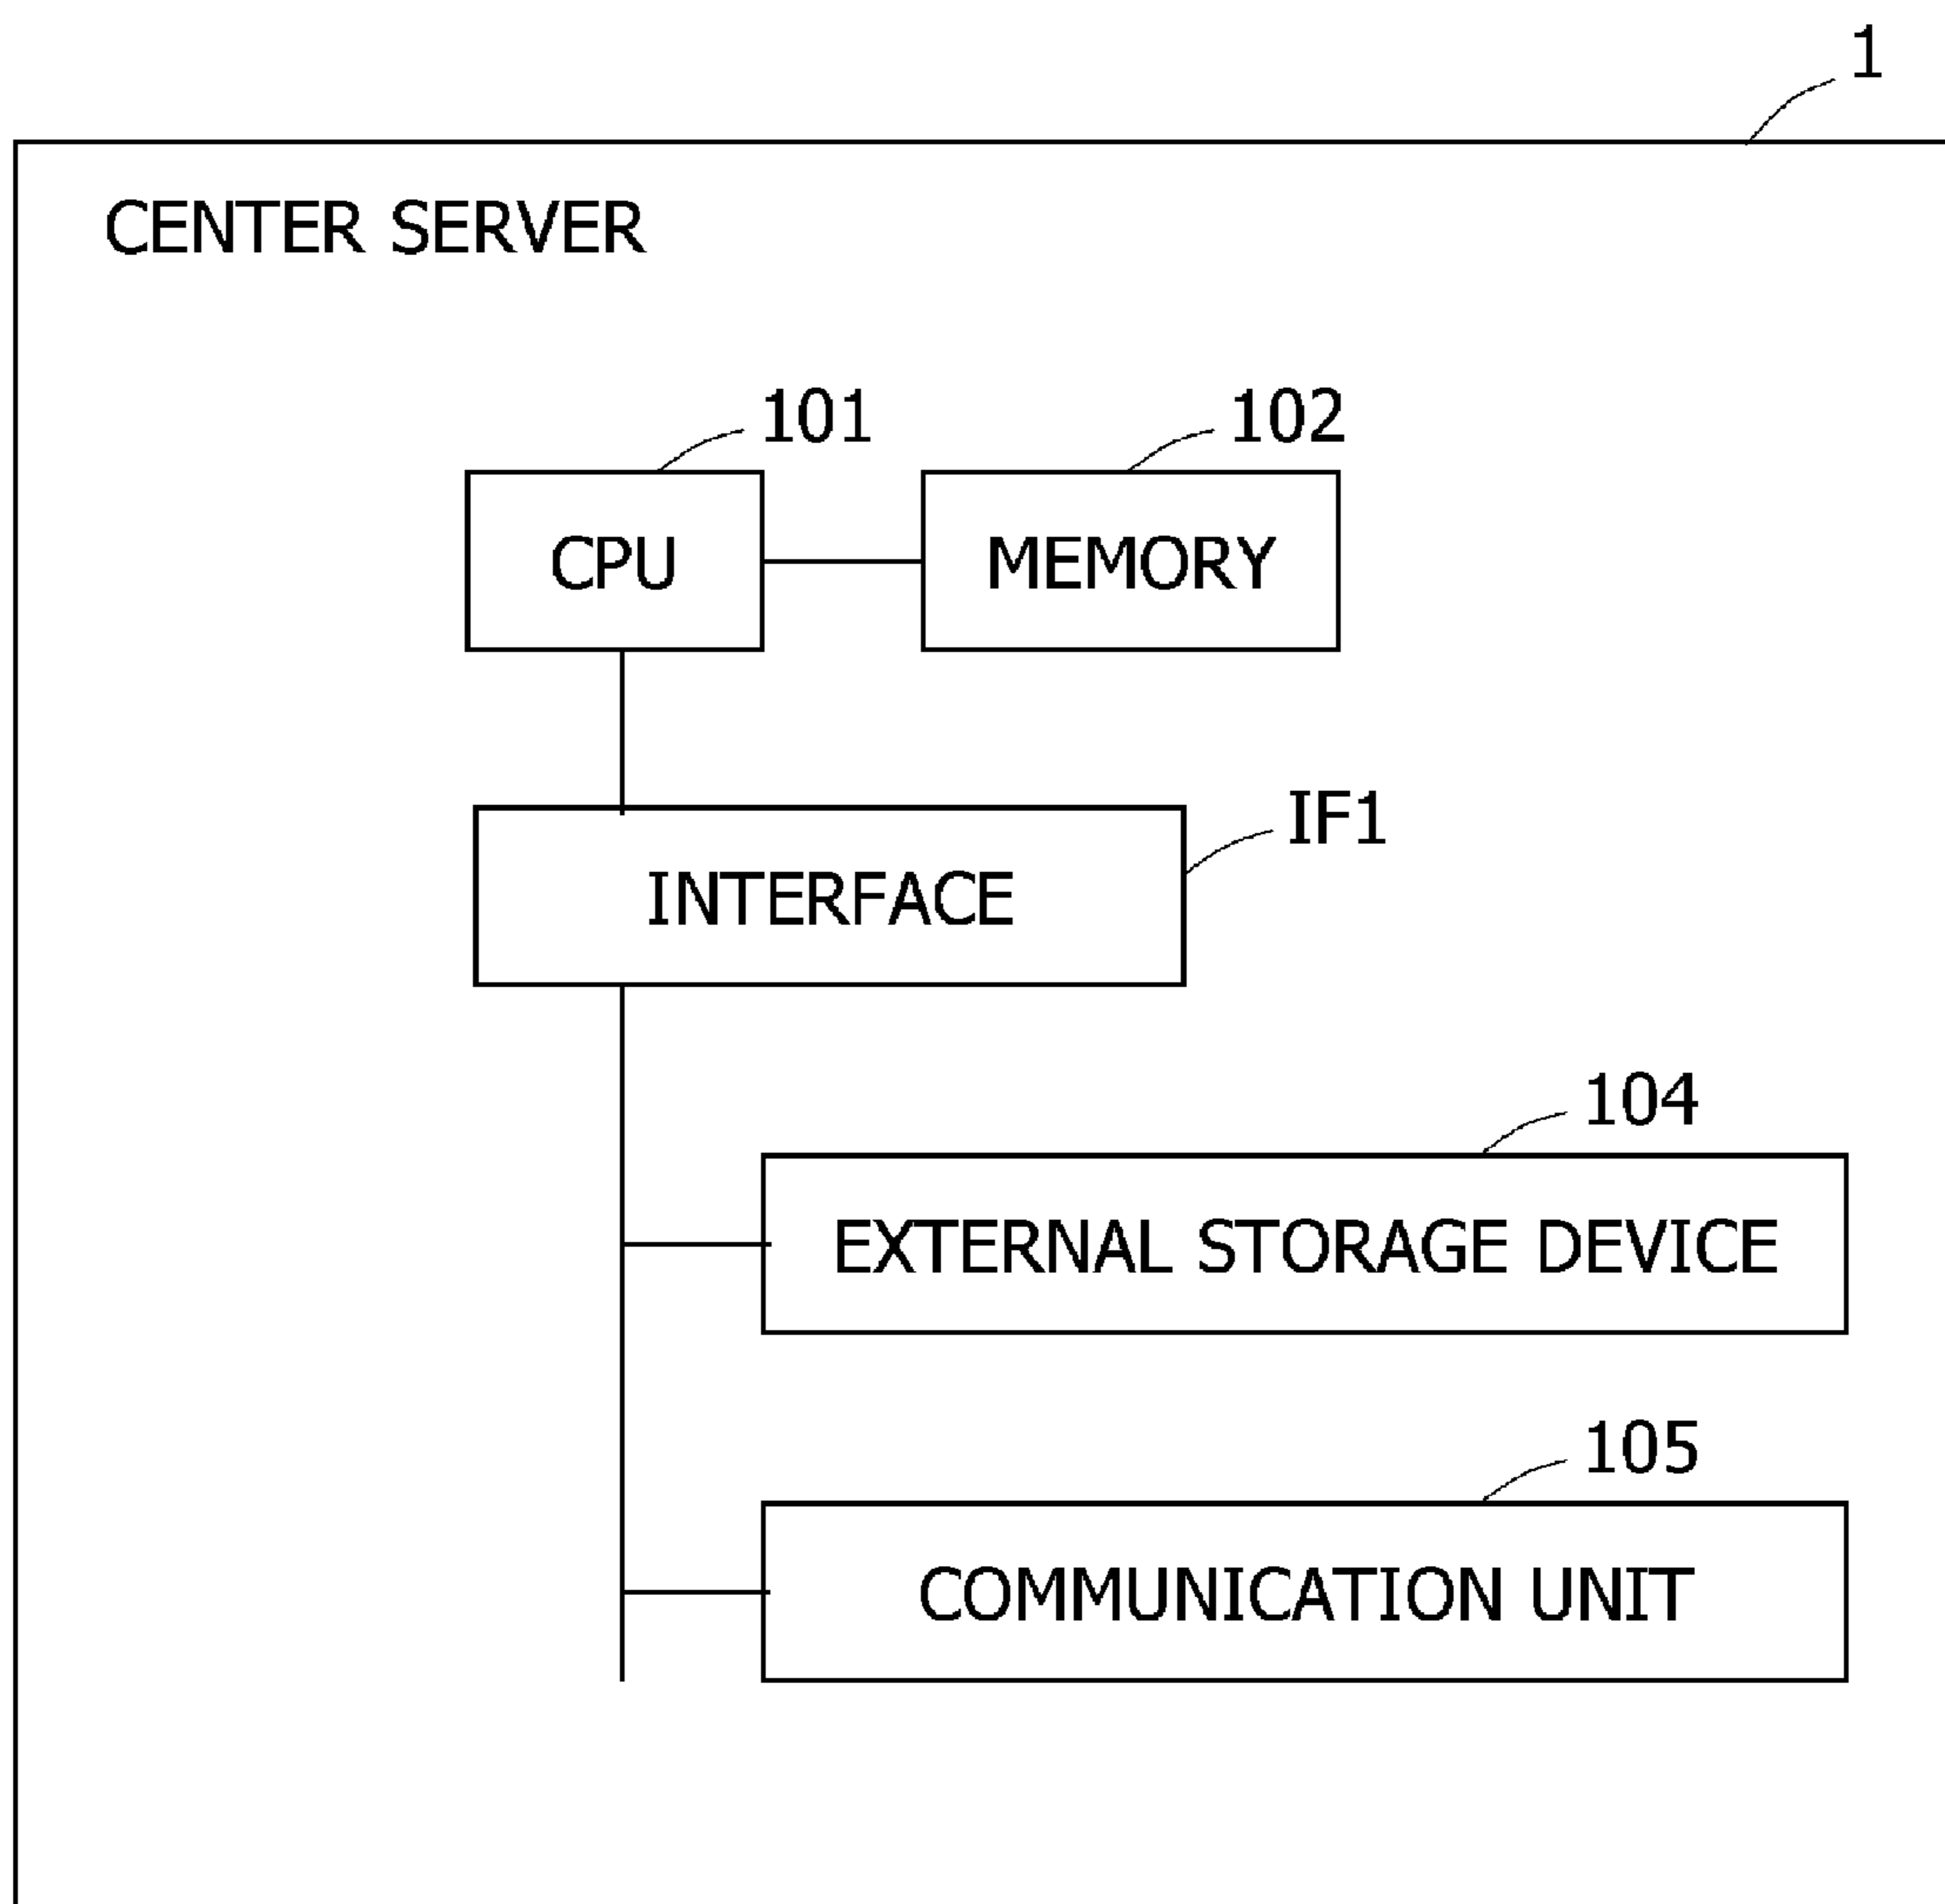 1
CENTER SERVER
101
102
CPU
MEMORY
IF1
INTERFACE
104
EXTERNAL STORAGE DEVICE
105
COMMUNICATION UNIT